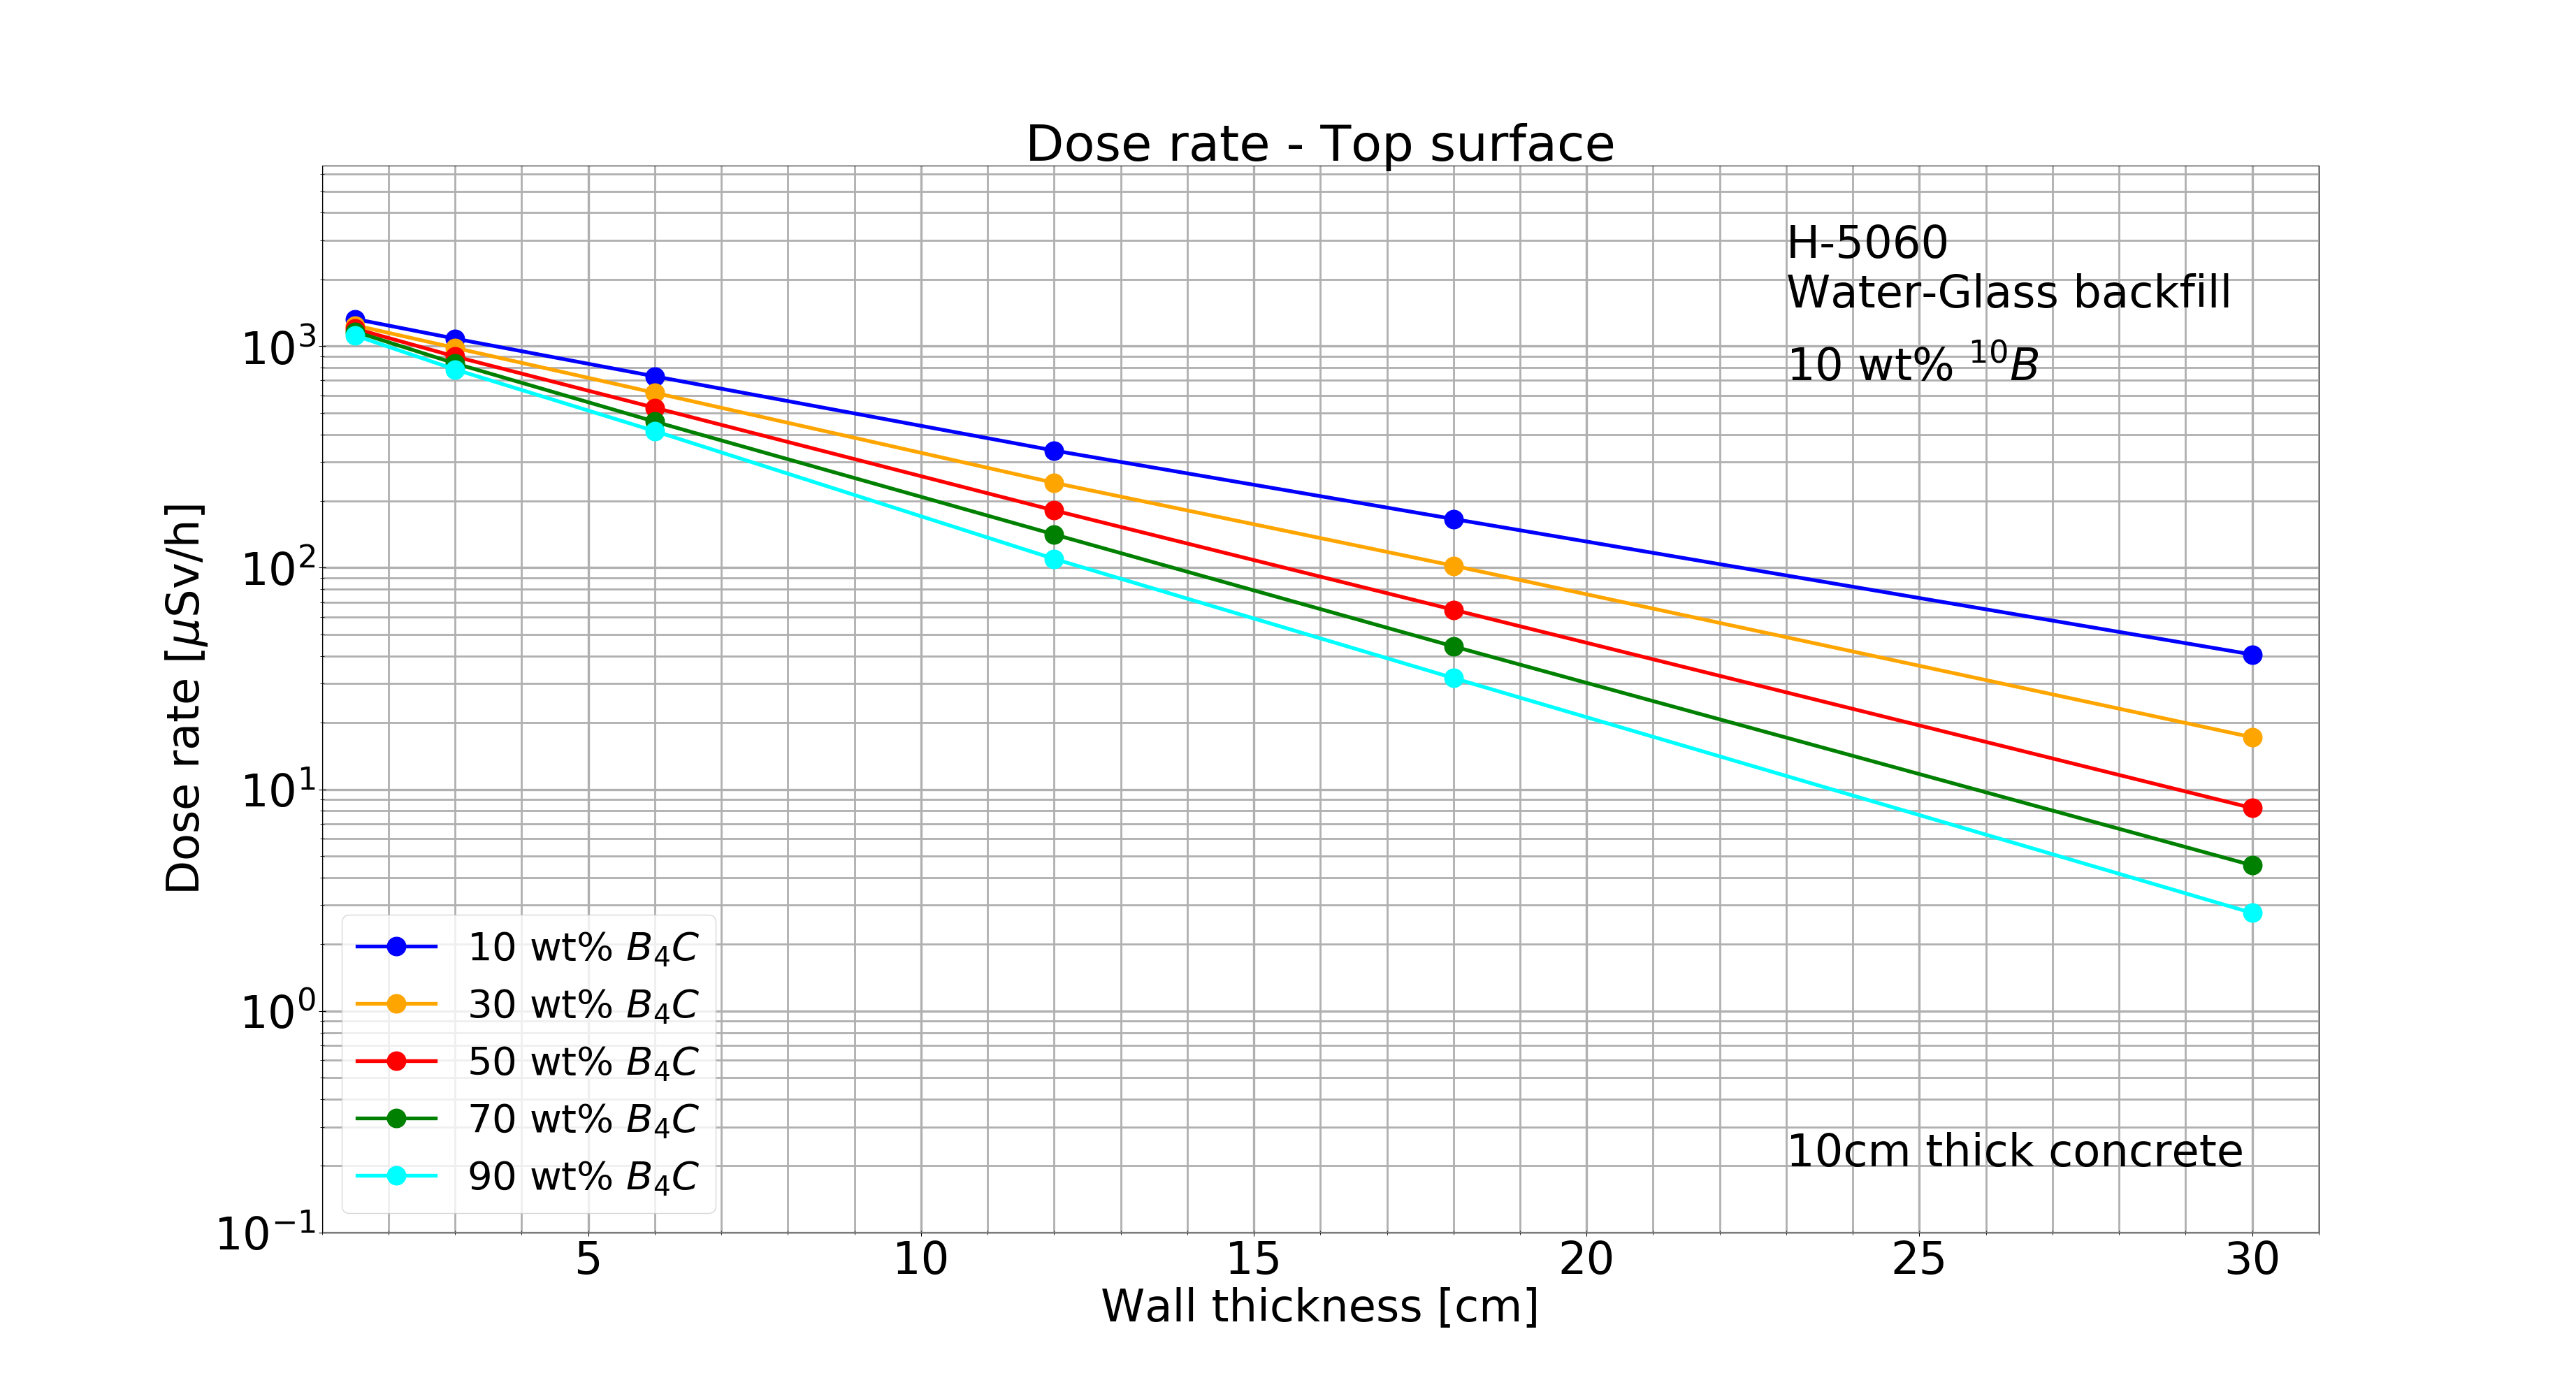 Dose rate - Top surface
H-5060
Water-Glass backfill
10 wt% ¹⁰B
10³
10²
10¹
10⁰
10⁻¹
Dose rate [μSv/h]
10 wt% B₄C
30 wt% B₄C
50 wt% B₄C
70 wt% B₄C
90 wt% B₄C
10cm thick concrete
5 10 15 20 25 30
Wall thickness [cm]